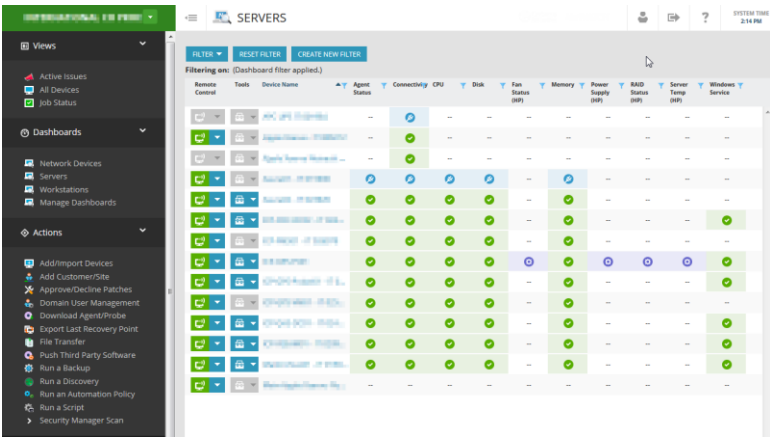 SERVERS
SYSTEM TIME
2:14 PM
Views
Active Issues
All Devices
Job Status
Dashboards
Network Devices
Servers
Workstations
Manage Dashboards
Actions
Add/Import Devices
Add Customer/Site
Approve/Decline Patches
Domain User Management
Download Agent/Probe
Export Last Recovery Point
File Transfer
Push Third Party Software
Run a Backup
Run a Discovery
Run an Automation Policy
Run a Script
Security Manager Scan
FILTER
RESET FILTER
CREATE NEW FILTER
Filtering on: (Dashboard filter applied.)
Remote Control
Tools
Device Name
Agent Status
Connectivity
CPU
Disk
Fan Status (HP)
Memory
Power Supply (HP)
RAID Status (HP)
Server Temp (HP)
Windows Service